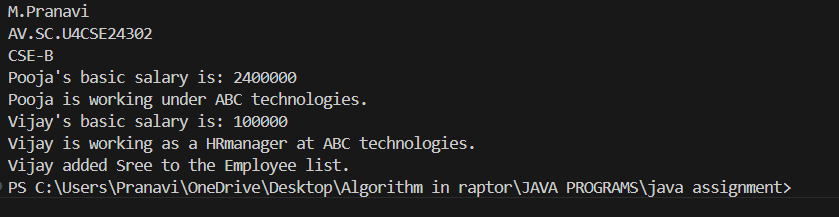 M.Pranavi
AV.SC.U4CSE24302
CSE-B
Pooja's basic salary is: 2400000
Pooja is working under ABC technologies.
Vijay's basic salary is: 100000
Vijay is working as a HRmanager at ABC technologies.
Vijay added Sree to the Employee list.
PS C:\Users\Pranavi\OneDrive\Desktop\Algorithm in raptor\JAVA PROGRAMS\java assignment>